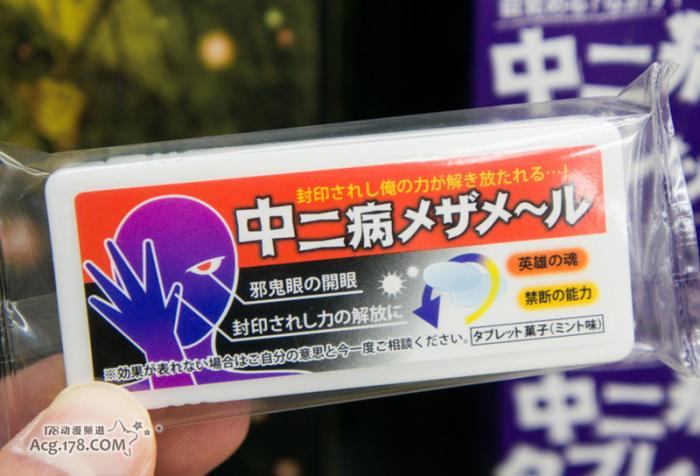 封印されし俺の力が解き放たれる…!
中二病メザメ〜ル
邪鬼眼の開眼
封印されし力の解放に
英雄の魂
禁断の能力
※効果が表れない場合はご自分の意思と今一度ご相談ください。
タブレット菓子(ミント味)
中二病
中二
タブレ
178动漫频道
Acg.178.COM